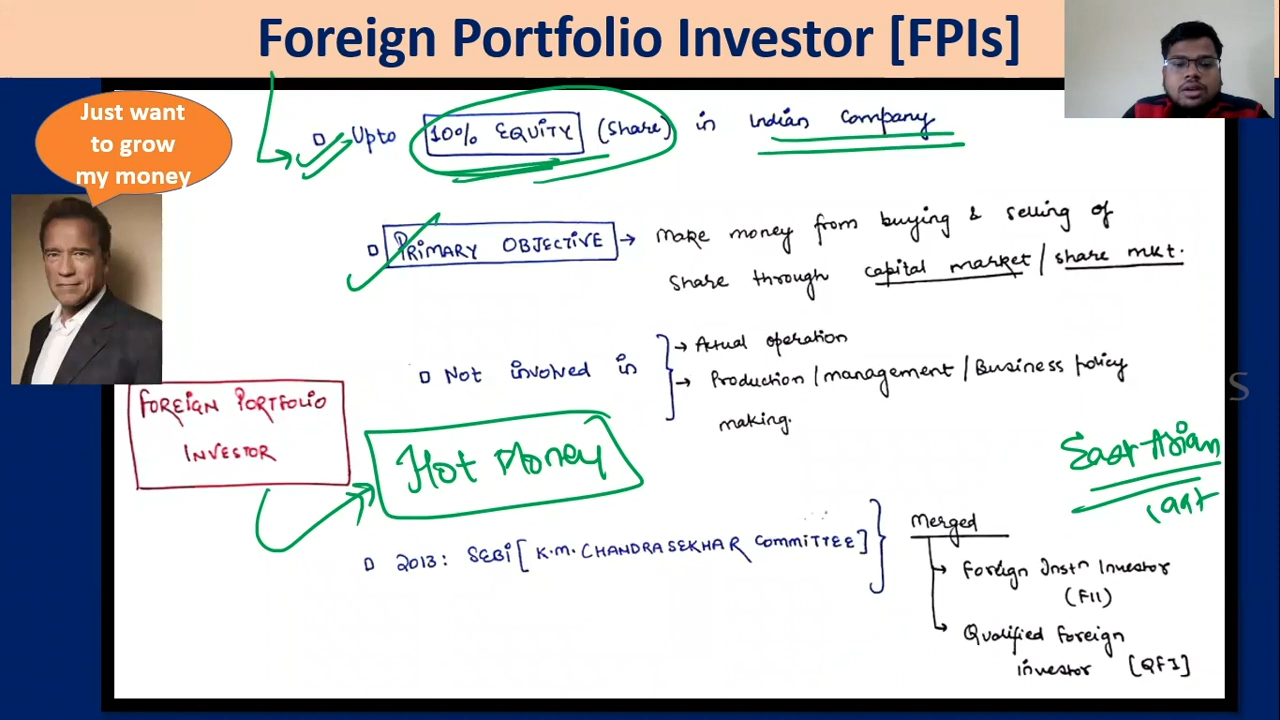 Foreign Portfolio Investor [FPIs]
Just want
to grow
my money
Upto 10% EQUITY (Share) in Indian Company
PRIMARY OBJECTIVE → Make money from buying & selling of
share through capital market / share mkt.
Not involved in
→ Actual operation
→ Production / management / Business policy
making.
FOREIGN PORTFOLIO
INVESTOR
Hot Money
East Asian
2013: SEBI [K.M. CHANDRASEKHAR COMMITTEE]
Merged
Foreign Instn Investor
(FII)
Qualified foreign
investor [QFI]
S